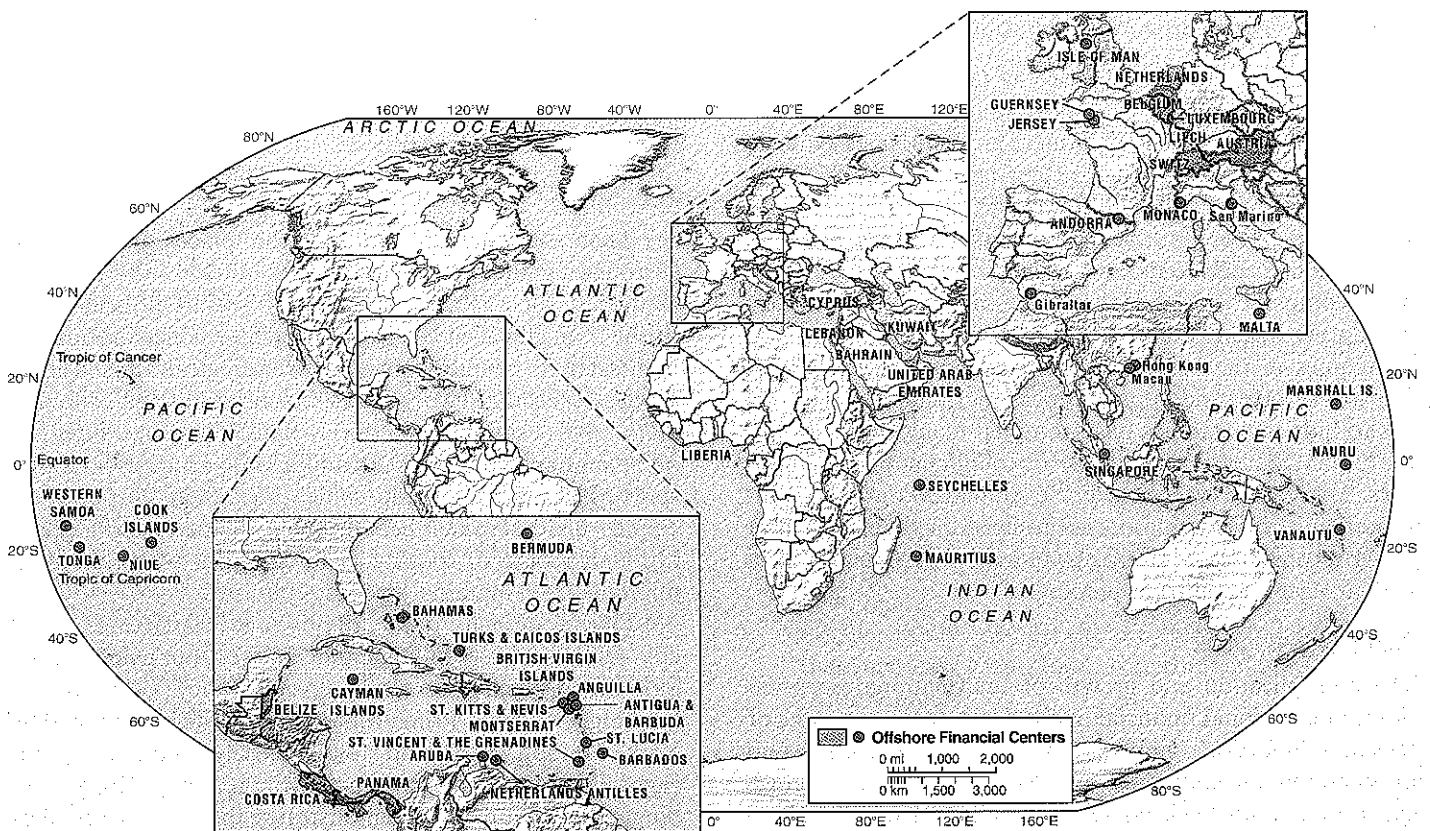 160°W
120°W
80°W
40°W
0°
40°E
80°E
120°E
ARCTIC OCEAN
80°N
60°N
40°N
20°N
0°
20°S
40°S
60°S
ISLE OF MAN
NETHERLANDS
GUERNSEY
BELGIUM
JERSEY
LUXEMBOURG
LIECH
AUSTRIA
SWITZ
ANDORRA
MONACO
San Marino
Gibraltar
MALTA
ATLANTIC
OCEAN
CYPRUS
LEBANON
KUWAIT
BAHRAIN
UNITED ARAB
EMIRATES
Tropic of Cancer
Hong Kong
Macau
40°N
20°N
MARSHALL IS.
PACIFIC
OCEAN
PACIFIC
OCEAN
NAURU
0°
Equator
LIBERIA
SINGAPORE
SEYCHELLES
WESTERN
SAMOA
COOK
ISLANDS
TONGA
NIUE
Tropic of Capricorn
VANAUTU
20°S
MAURITIUS
INDIAN
OCEAN
40°S
60°S
80°S
BERMUDA
ATLANTIC
OCEAN
BAHAMAS
TURKS & CAICOS ISLANDS
BRITISH VIRGIN
ISLANDS
ANGUILLA
CAYMAN
ISLANDS
BELIZE
ST. KITTS & NEVIS
ANTIGUA &
BARBUDA
MONTSERRAT
ST. LUCIA
ST. VINCENT & THE GRENADINES
ARUBA
BARBADOS
PANAMA
NETHERLANDS ANTILLES
COSTA RICA
Offshore Financial Centers
0 mi 1,000 2,000
0 km 1,500 3,000
0°
40°E
80°E
120°E
160°E